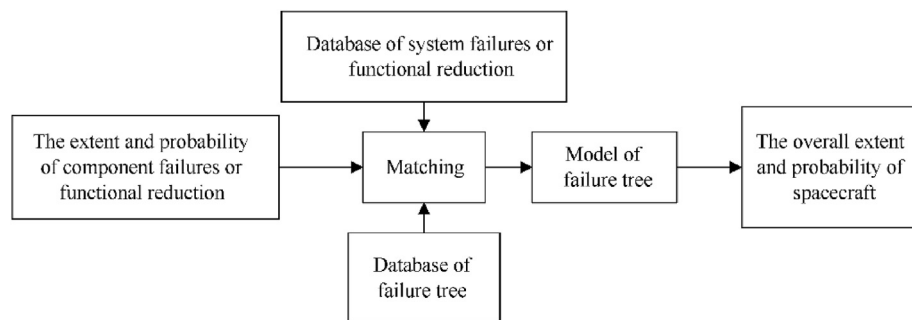 Database of system failures or
functional reduction
The extent and probability
of component failures or
functional reduction
Matching
Model of
failure tree
The overall extent
and probability of
spacecraft
Database of
failure tree